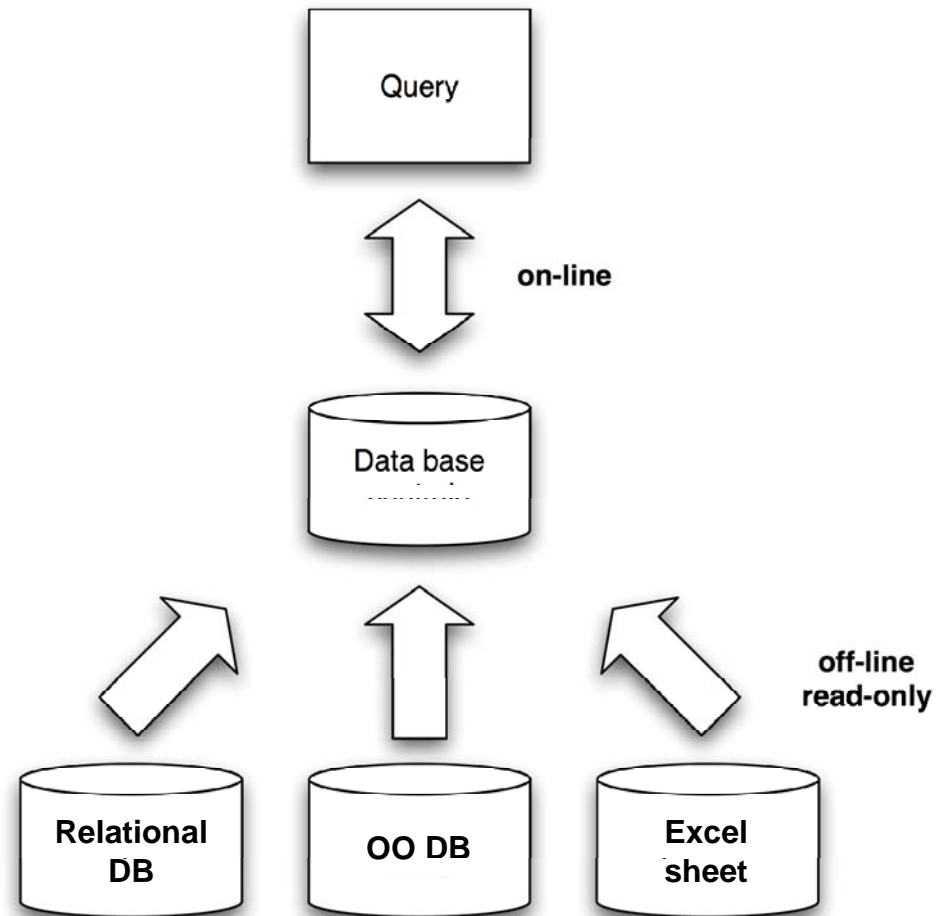 Query
on-line
Data base
off-line
read-only
Relational
DB
OO DB
Excel
sheet